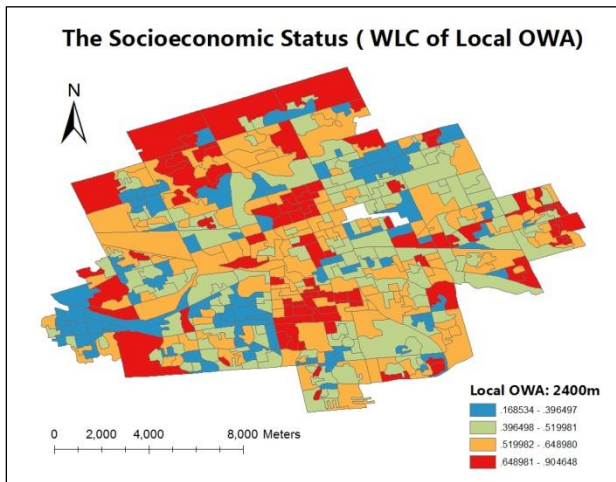 The Socioeconomic Status ( WLC of Local OWA)
N
Local OWA: 2400m
.168534 - .396497
.396498 - .519981
.519982 - .648980
.648981 - .904648
0 2,000 4,000 8,000 Meters